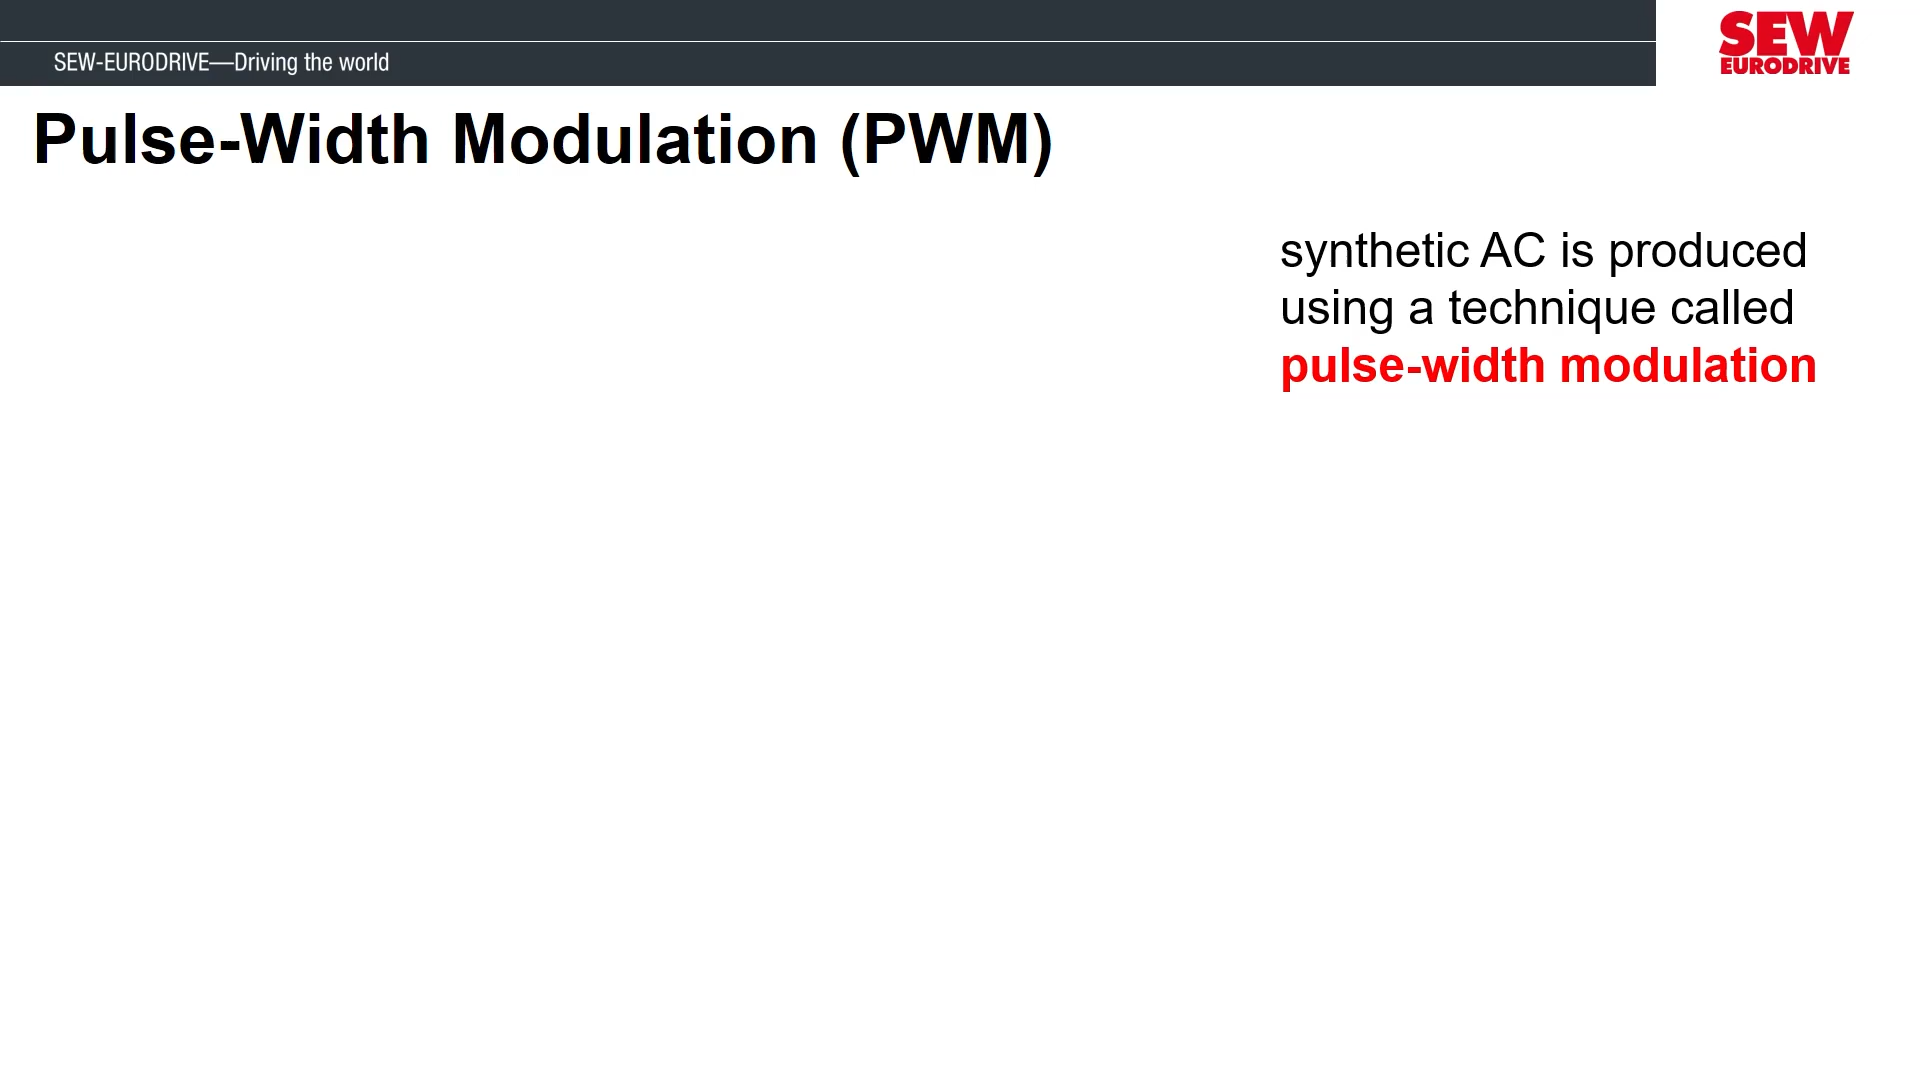 SEW-EURODRIVE—Driving the world
SEW
EURODRIVE
Pulse-Width Modulation (PWM)
synthetic AC is produced
using a technique called
pulse-width modulation